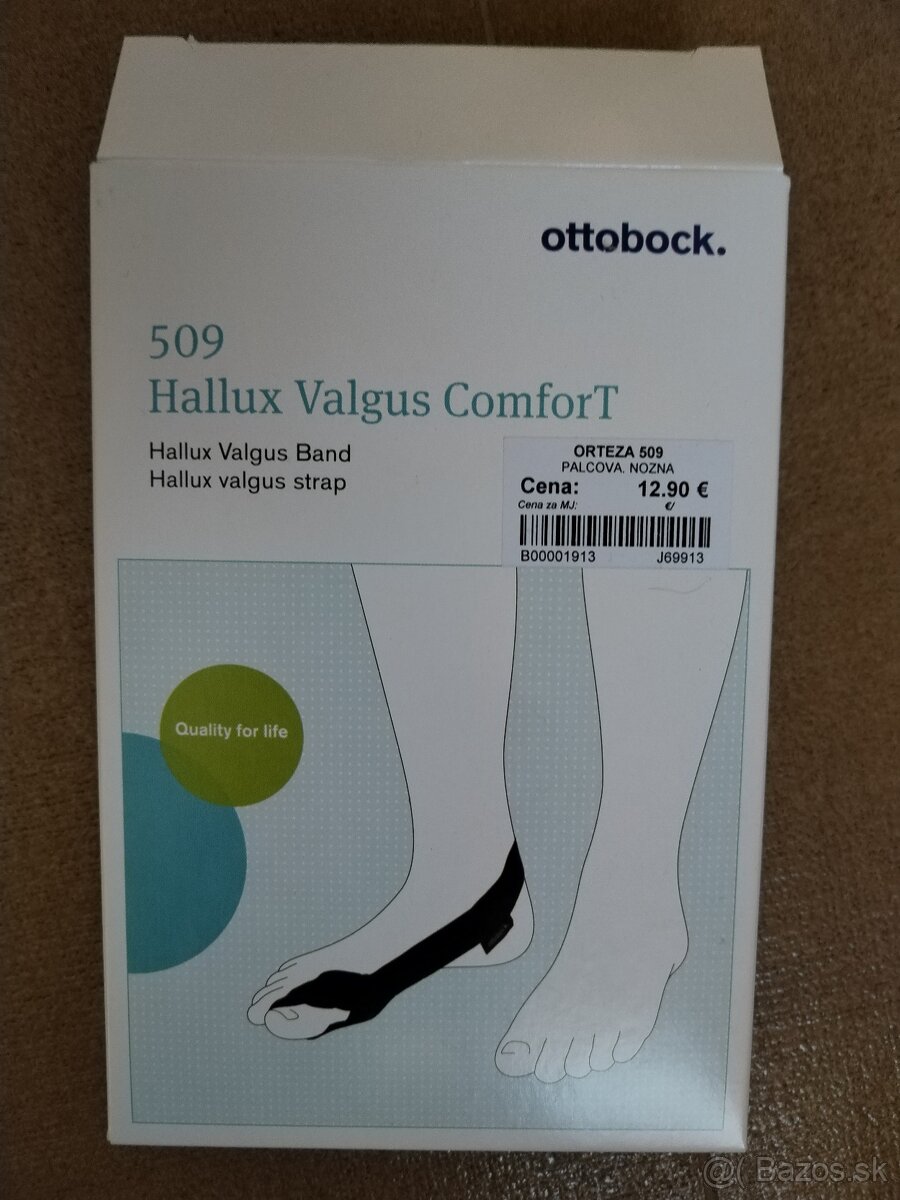 ottobock.
509
Hallux Valgus ComforT
Hallux Valgus Band
Hallux valgus strap
ORTEZA 509
PALCOVA. NOZNA
Cena: 12.90 €
Cena za MJ: €/
B00001913 J69913
Quality for life
@( Bazos.sk